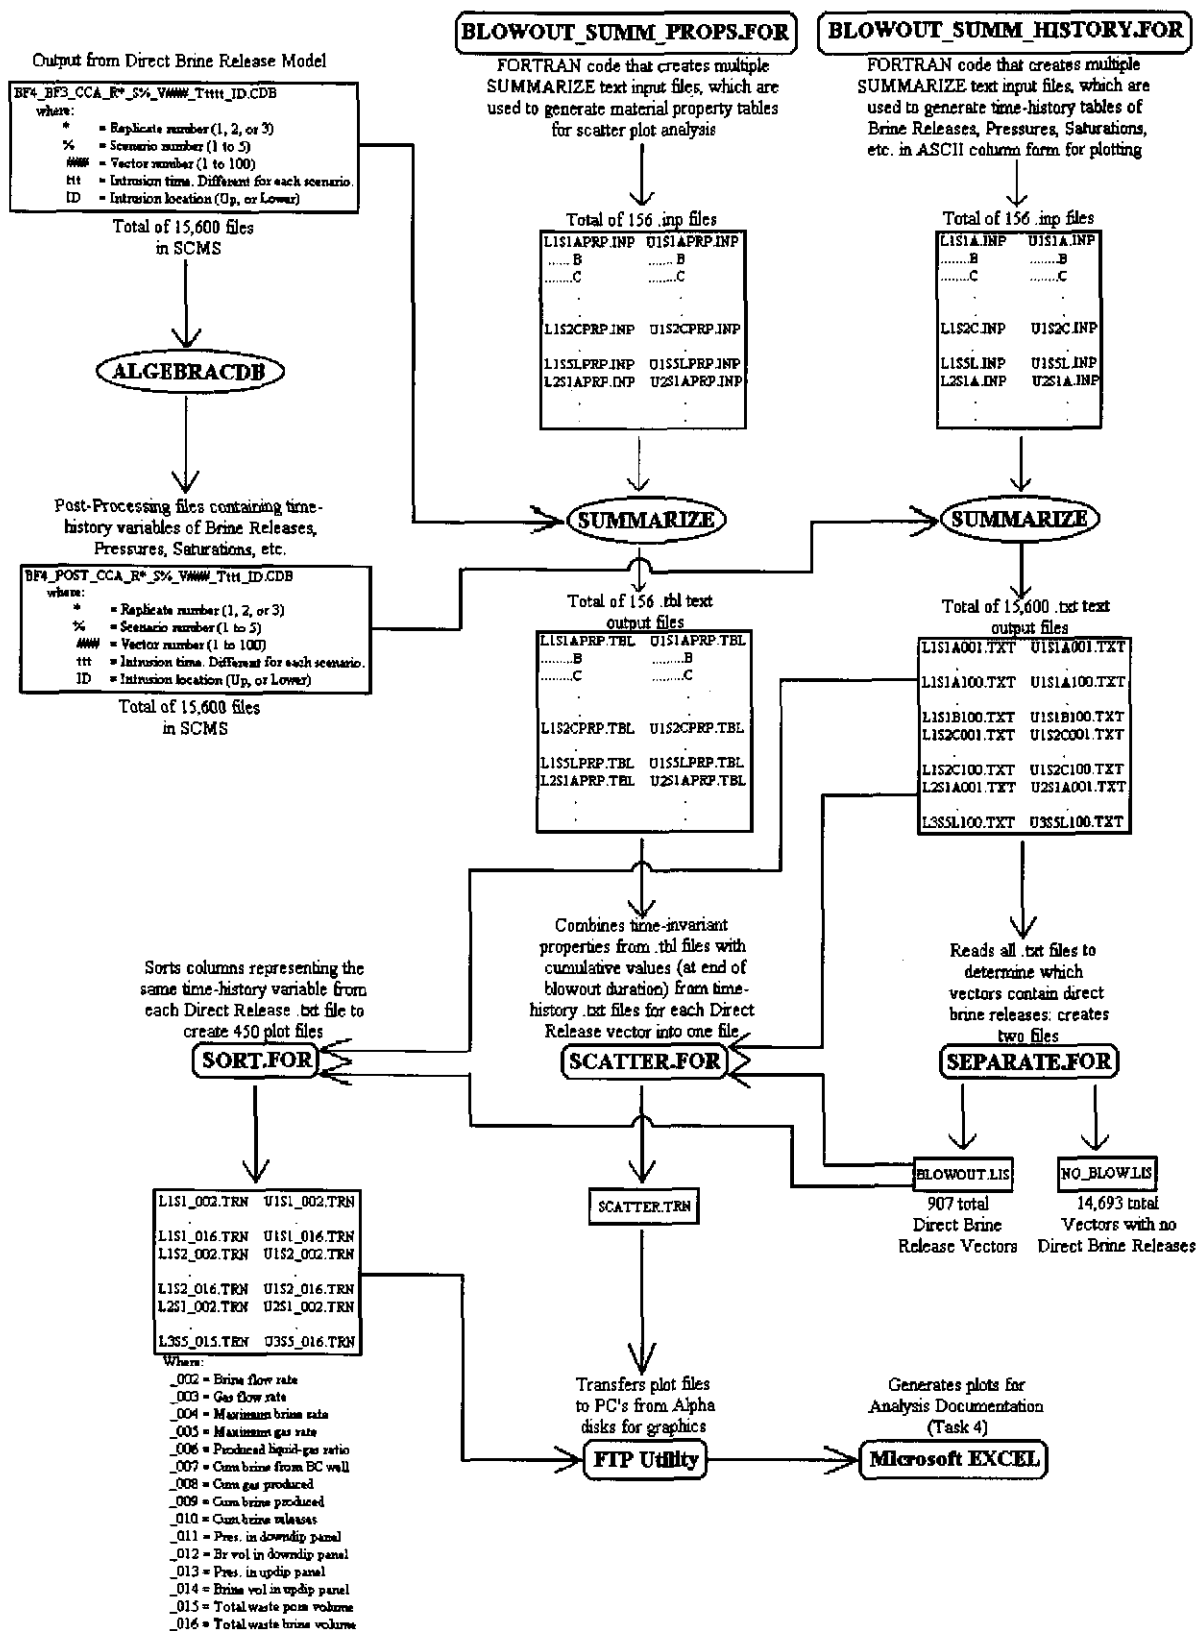 BLOWOUT_SUMM_PROPS.FOR
FORTRAN code that creates multiple
SUMMARIZE text input files, which are
used to generate material property tables
for scatter plot analysis
BLOWOUT_SUMM_HISTORY.FOR
FORTRAN code that creates multiple
SUMMARIZE text input files, which are
used to generate time-history tables of
Brine Releases, Pressures, Saturations,
etc. in ASCII column form for plotting
Output from Direct Brine Release Model
BF4_BF3_CCA_R*_S%_V###_Ttttt_ID.CDB
where:
* = Replicate number (1, 2, or 3)
% = Scenario number (1 to 5)
### = Vector number (1 to 100)
ttt = Intrusion time. Different for each scenario.
ID = Intrusion location (Up, or Lower)
Total of 15,600 files
in SCMS
ALGEBRACDB
Post-Processing files containing time-
history variables of Brine Releases,
Pressures, Saturations, etc.
BF4_POST_CCA_R*_S%_V###_Tttt_ID.CDB
where:
* = Replicate number (1, 2, or 3)
% = Scenario number (1 to 5)
### = Vector number (1 to 100)
ttt = Intrusion time. Different for each scenario.
ID = Intrusion location (Up, or Lower)
Total of 15,600 files
in SCMS
Total of 156 .inp files
L1S1APRP.INP U1S1APRP.INP
......B ......B
.......C .......C
. .
L1S2CPRP.INP U1S2CPRP.INP
. .
L1S5LPRP.INP U1S5LPRP.INP
L2S1APRP.INP U2S1APRP.INP
. .
. .
SUMMARIZE
Total of 156 .tbl text
output files
L1S1APRP.TBL U1S1APRP.TBL
.......B .......B
.......C .......C
. .
L1S2CPRP.TBL U1S2CPRP.TBL
. .
L1S5LPRP.TBL U1S5LPRP.TBL
L2S1APRP.TBL U2S1APRP.TBL
. .
. .
Total of 156 .inp files
L1S1A.INP U1S1A.INP
.......B .......B
.......C .......C
. .
. .
L1S2C.INP U1S2C.INP
. .
L1S5L.INP U1S5L.INP
L2S1A.INP U2S1A.INP
. .
. .
SUMMARIZE
Total of 15,600 .txt text
output files
L1S1A001.TXT U1S1A001.TXT
. .
L1S1A100.TXT U1S1A100.TXT
. .
L1S1B100.TXT U1S1B100.TXT
L1S2C001.TXT U1S2C001.TXT
. .
L1S2C100.TXT U1S2C100.TXT
L2S1A001.TXT U2S1A001.TXT
. .
L3S5L100.TXT U3S5L100.TXT
Sorts columns representing the
same time-history variable from
each Direct Release .txt file to
create 450 plot files
SORT.FOR
Combines time-invariant
properties from .tbl files with
cumulative values (at end of
blowout duration) from time-
history .txt files for each Direct
Release vector into one file
SCATTER.FOR
Reads all .txt files to
determine which
vectors contain direct
brine releases: creates
two files
SEPARATE.FOR
BLOWOUT.LIS
907 total
Direct Brine
Release Vectors
NO_BLOW.LIS
14,693 total
Vectors with no
Direct Brine Releases
SCATTER.TRN
L1S1_002.TRN U1S1_002.TRN
. .
L1S1_016.TRN U1S1_016.TRN
L1S2_002.TRN U1S2_002.TRN
. .
L1S2_016.TRN U1S2_016.TRN
L2S1_002.TRN U2S1_002.TRN
. .
L3S5_015.TRN U3S5_016.TRN
Where:
_002 = Brine flow rate
_003 = Gas flow rate
_004 = Maximum brine rate
_005 = Maximum gas rate
_006 = Produced liquid-gas ratio
_007 = Cum brine from BC well
_008 = Cum gas produced
_009 = Cum brine produced
_010 = Cum brine releases
_011 = Pres. in downdip panel
_012 = Br vol in downdip panel
_013 = Pres. in updip panel
_014 = Brine vol in updip panel
_015 = Total waste pore volume
_016 = Total waste brine volume
Transfers plot files
to PC's from Alpha
disks for graphics
FTP Utility
Generates plots for
Analysis Documentation
(Task 4)
Microsoft EXCEL